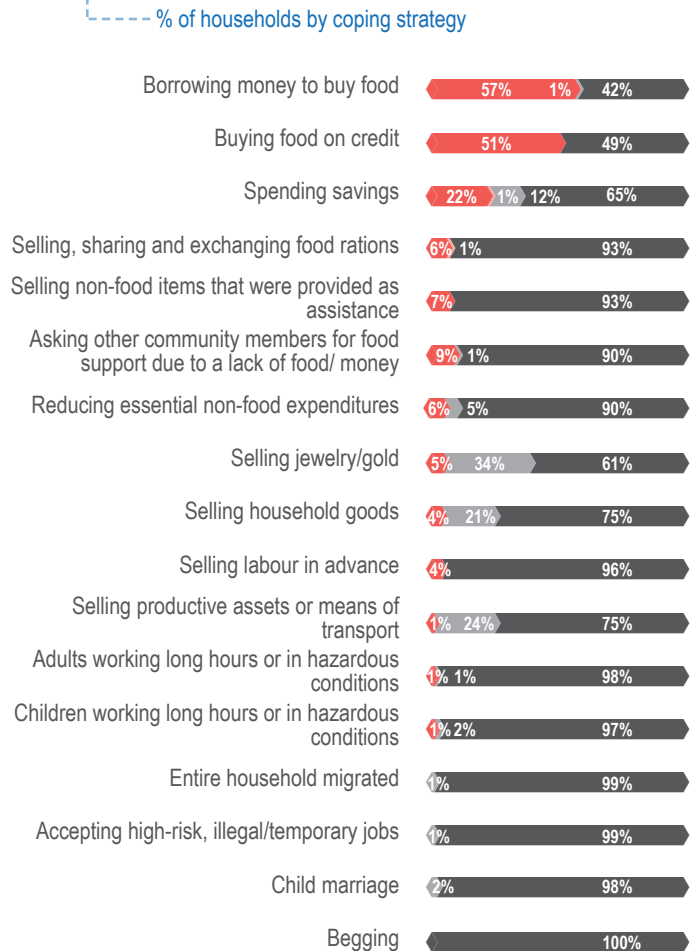 % of households by coping strategy
Borrowing money to buy food 57% 1% 42%
Buying food on credit 51% 49%
Spending savings 22% 1% 12% 65%
Selling, sharing and exchanging food rations 6% 1% 93%
Selling non-food items that were provided as
assistance 7% 93%
Asking other community members for food
support due to a lack of food/ money 9% 1% 90%
Reducing essential non-food expenditures 6% 5% 90%
Selling jewelry/gold 5% 34% 61%
Selling household goods 4% 21% 75%
Selling labour in advance 4% 96%
Selling productive assets or means of
transport 1% 24% 75%
Adults working long hours or in hazardous
conditions 1% 1% 98%
Children working long hours or in hazardous
conditions 1% 2% 97%
Entire household migrated 1% 99%
Accepting high-risk, illegal/temporary jobs 1% 99%
Child marriage 2% 98%
Begging 100%